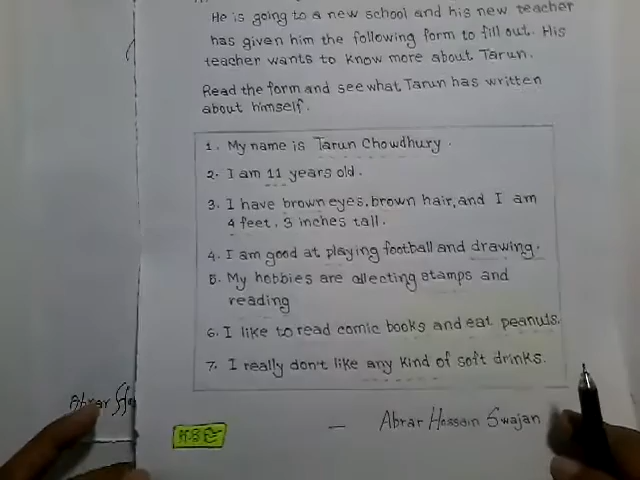 He is going to a new school and his new teacher
has given him the following form to fill out. His
teacher wants to know more about Tarun.
Read the form and see what Tarun has written
about himself.
1. My name is Tarun Chowdhury.
2. I am 11 years old.
3. I have brown eyes, brown hair, and I am
4 feet, 3 inches tall.
4. I am good at playing football and drawing.
5. My hobbies are ollecting stamps and
reading
6. I like to read comic books and eat peanuts.
7. I really don't like any kind of soft drinks.
Abrar
— Abrar Hossain Swajan